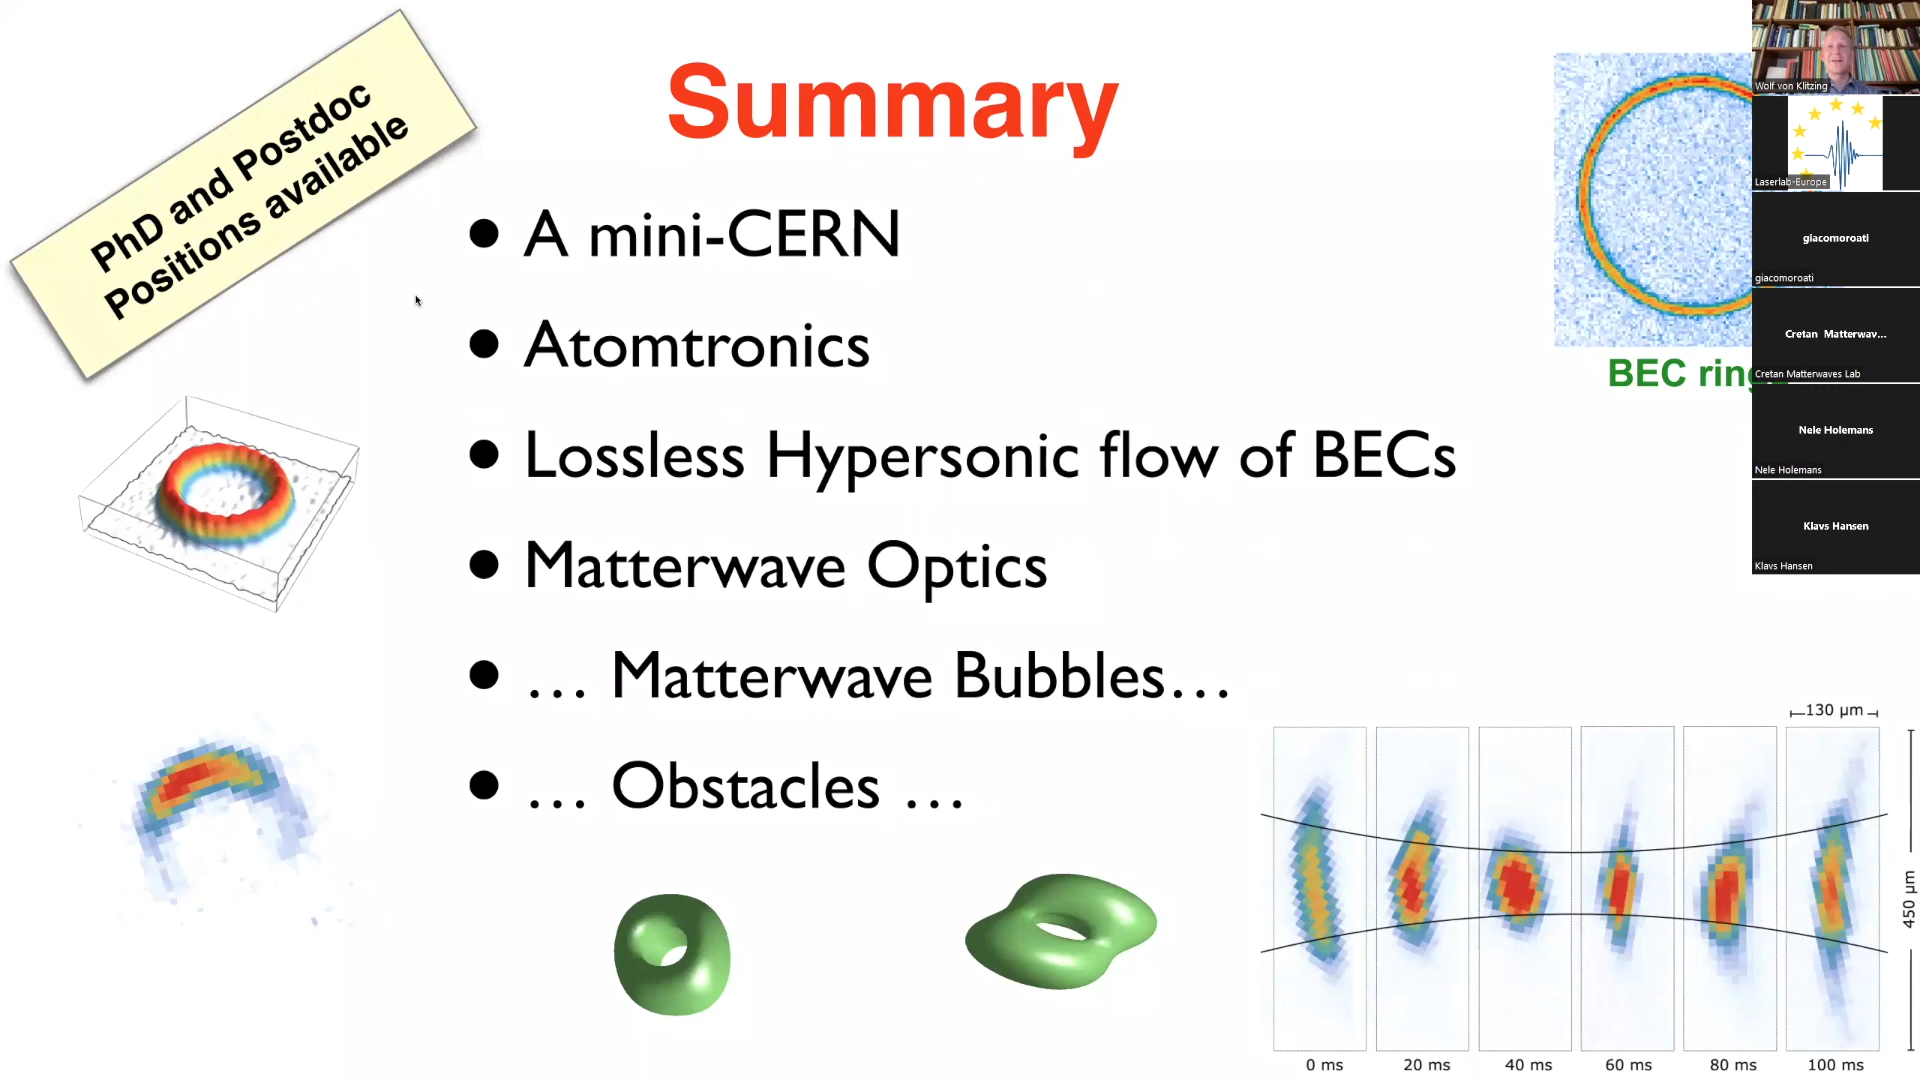 PhD and Postdoc
Positions available
Summary
• A mini-CERN
• Atomtronics
• Lossless Hypersonic flow of BECs
• Matterwave Optics
• … Matterwave Bubbles…
• … Obstacles …
BEC ring
Wolf von Klitzing
Laserlab-Europe
giacomoroati
giacomoroati
Cretan Matterwav...
Cretan Matterwaves Lab
Nele Holemans
Nele Holemans
Klavs Hansen
Klavs Hansen
130 µm
450 µm
0 ms
20 ms
40 ms
60 ms
80 ms
100 ms